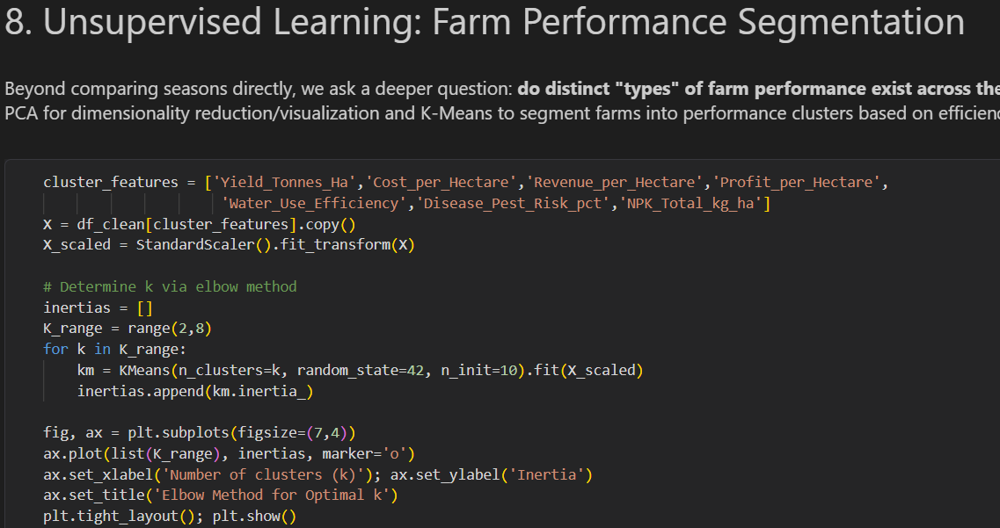 8. Unsupervised Learning: Farm Performance Segmentation
Beyond comparing seasons directly, we ask a deeper question: do distinct "types" of farm performance exist across the
PCA for dimensionality reduction/visualization and K-Means to segment farms into performance clusters based on
cluster_features = ['Yield_Tonnes_Ha','Cost_per_Hectare','Revenue_per_Hectare','Profit_per_Hectare',
'Water_Use_Efficiency','Disease_Pest_Risk_pct','NPK_Total_kg_ha']
X = df_clean[cluster_features].copy()
X_scaled = StandardScaler().fit_transform(X)
# Determine k via elbow method
inertias = []
K_range = range(2,8)
for k in K_range:
km = KMeans(n_clusters=k, random_state=42, n_init=10).fit(X_scaled)
inertias.append(km.inertia_)
fig, ax = plt.subplots(figsize=(7,4))
ax.plot(list(K_range), inertias, marker='o')
ax.set_xlabel('Number of clusters (k)'); ax.set_ylabel('Inertia')
ax.set_title('Elbow Method for Optimal k')
plt.tight_layout(); plt.show()